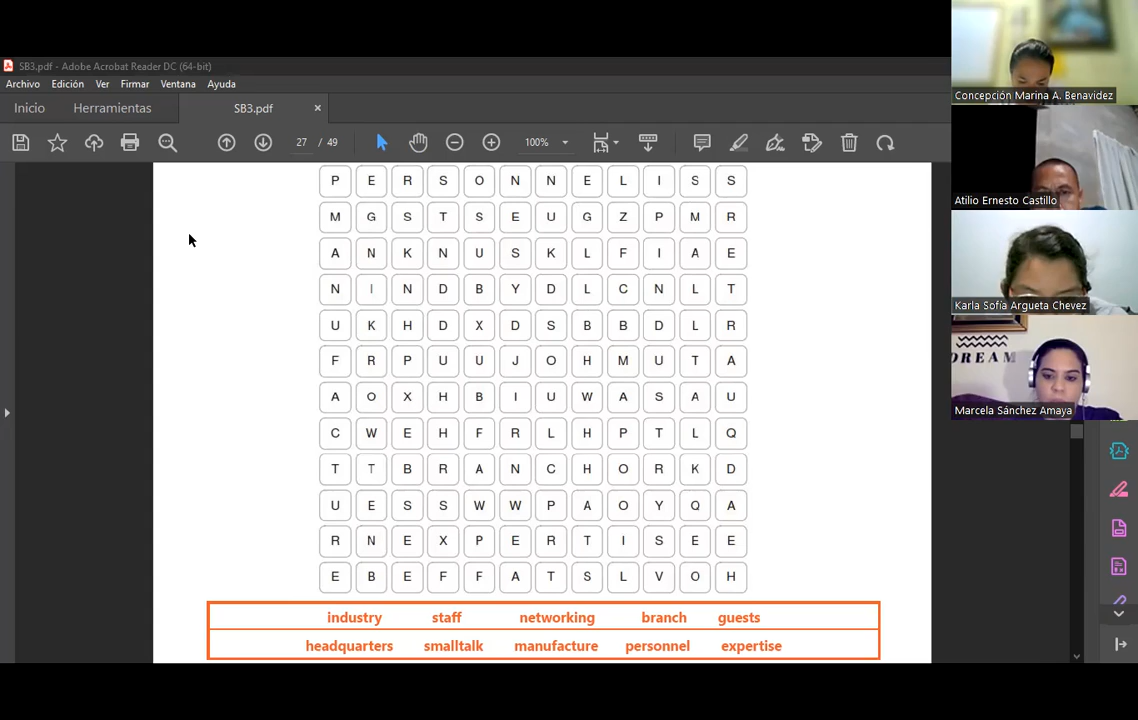 SB3.pdf - Adobe Acrobat Reader DC (64-bit)
Archivo Edición Ver Firmar Ventana Ayuda
Inicio Herramientas SB3.pdf ×
27 / 49 100%
P E R S O N N E L I S S
M G S T S E U G Z P M R
A N K N U S K L F I A E
N I N D B Y D L C N L T
U K H D X D S B B D L R
F R P U U J O H M U T A
A O X H B I U W A S A U
C W E H F R L H P T L Q
T T B R A N C H O R K D
U E S S W W P A O Y Q A
R N E X P E R T I S E E
E B E F F A T S L V O H
industry staff networking branch guests
headquarters smalltalk manufacture personnel expertise
Concepción Marina A. Benavidez
Atilio Ernesto Castillo
Karla Sofía Argueta Chevez
DREAM
Marcela Sánchez Amaya